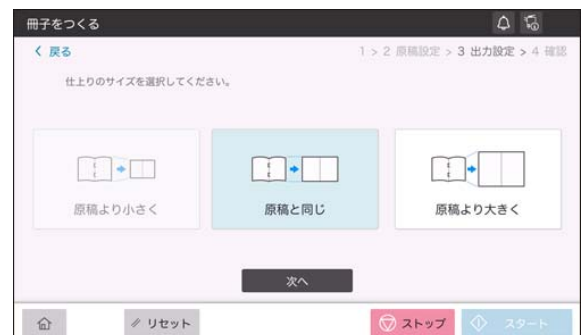 冊子をつくる
戻る
1 > 2 原稿設定 > 3 出力設定 > 4 確認
仕上りのサイズを選択してください。
原稿より小さく
原稿と同じ
原稿より大きく
次へ
リセット
ストップ
スタート